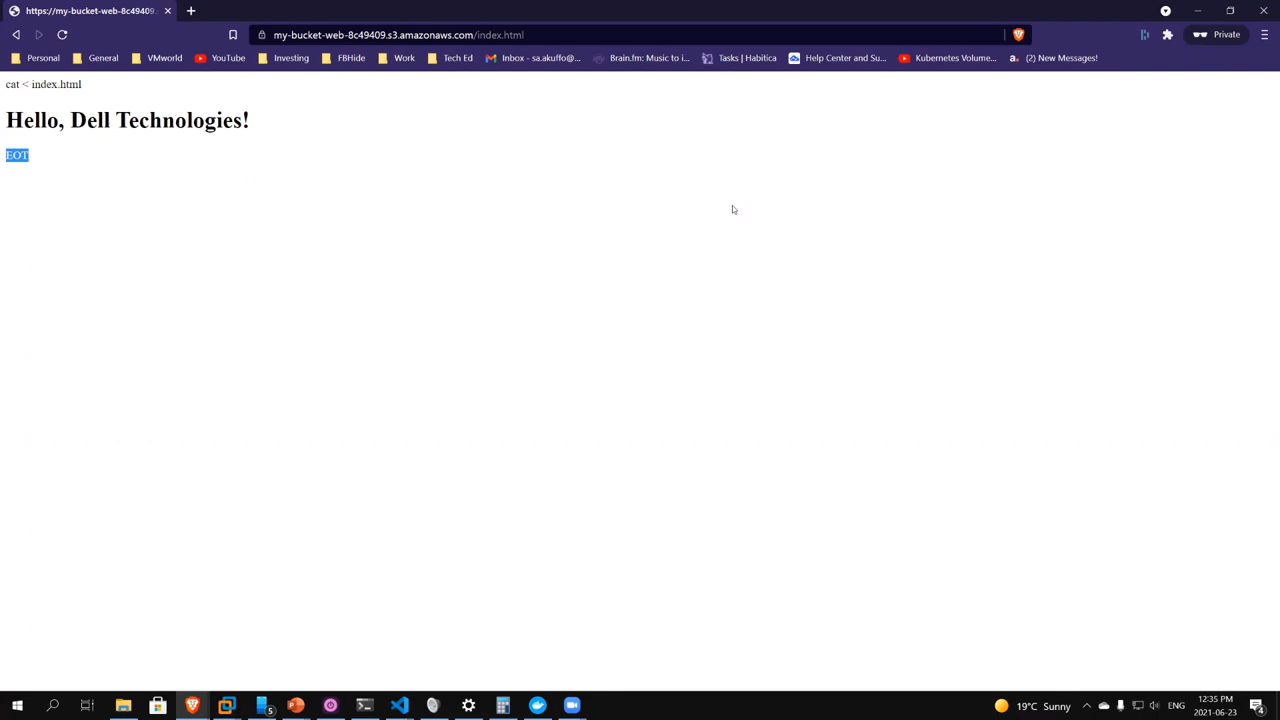 https://my-bucket-web-8c49409.
my-bucket-web-8c49409.s3.amazonaws.com/index.html
Private
Personal
General
VMworld
YouTube
Investing
FBHide
Work
Tech Ed
Inbox - sa.akuffo@...
Brain.fm: Music to i...
Tasks | Habitica
Help Center and Su...
Kubernetes Volume...
a. (2) New Messages!
cat < index.html
Hello, Dell Technologies!
EOT
5
19°C Sunny
ENG
12:35 PM
2021-06-23
4